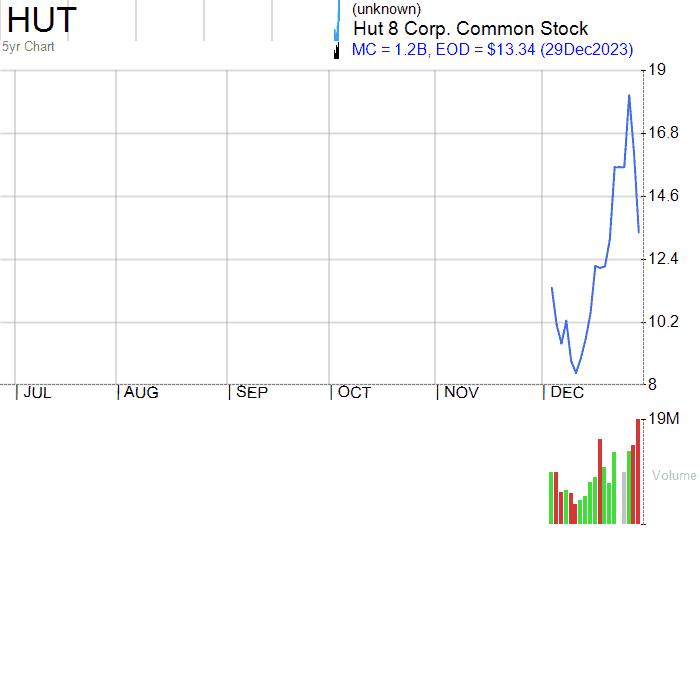 HUT
5yr Chart
(unknown)
Hut 8 Corp. Common Stock
MC = 1.2B, EOD = $13.34 (29Dec2023)
19
16.8
14.6
12.4
10.2
8
JUL AUG SEP OCT NOV DEC
19M
Volume